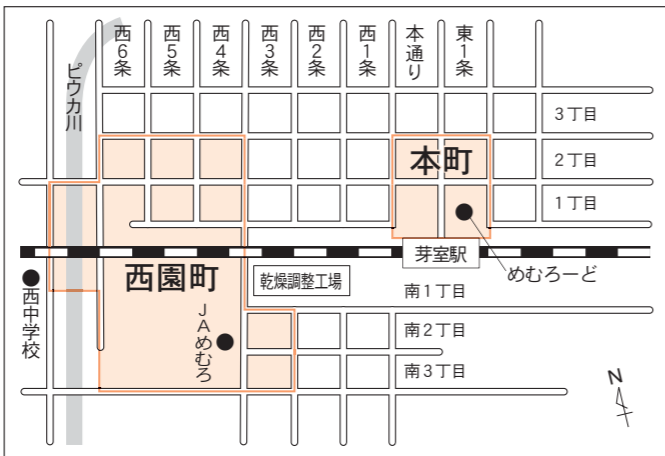 西6条
西5条
西4条
西3条
西2条
西1条
本通り
東1条
ピウカ川
3丁目
本町
2丁目
1丁目
芽室駅
めむろーど
西園町
乾燥調整工場
南1丁目
西中学校
JAめむろ
南2丁目
南3丁目
N